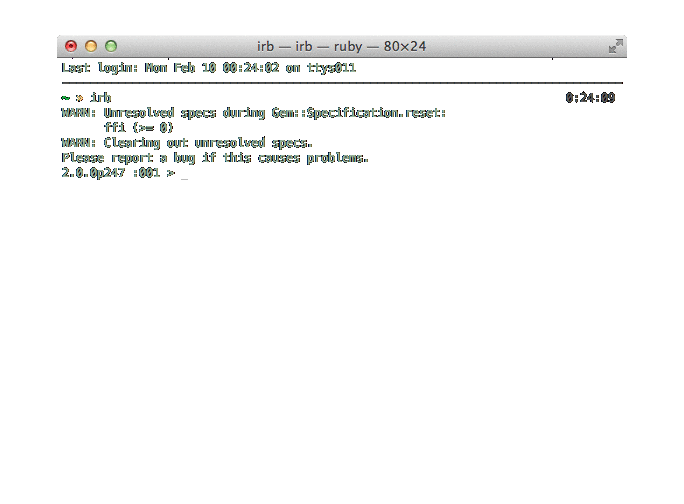 irb — irb — ruby — 80×24
Last login: Mon Feb 10 00:24:02 on ttys011
~ » irb 0:24:09
WARN: Unresolved specs during Gem::Specification.reset:
      ffi (>= 0)
WARN: Clearing out unresolved specs.
Please report a bug if this causes problems.
2.0.0p247 :001 > _